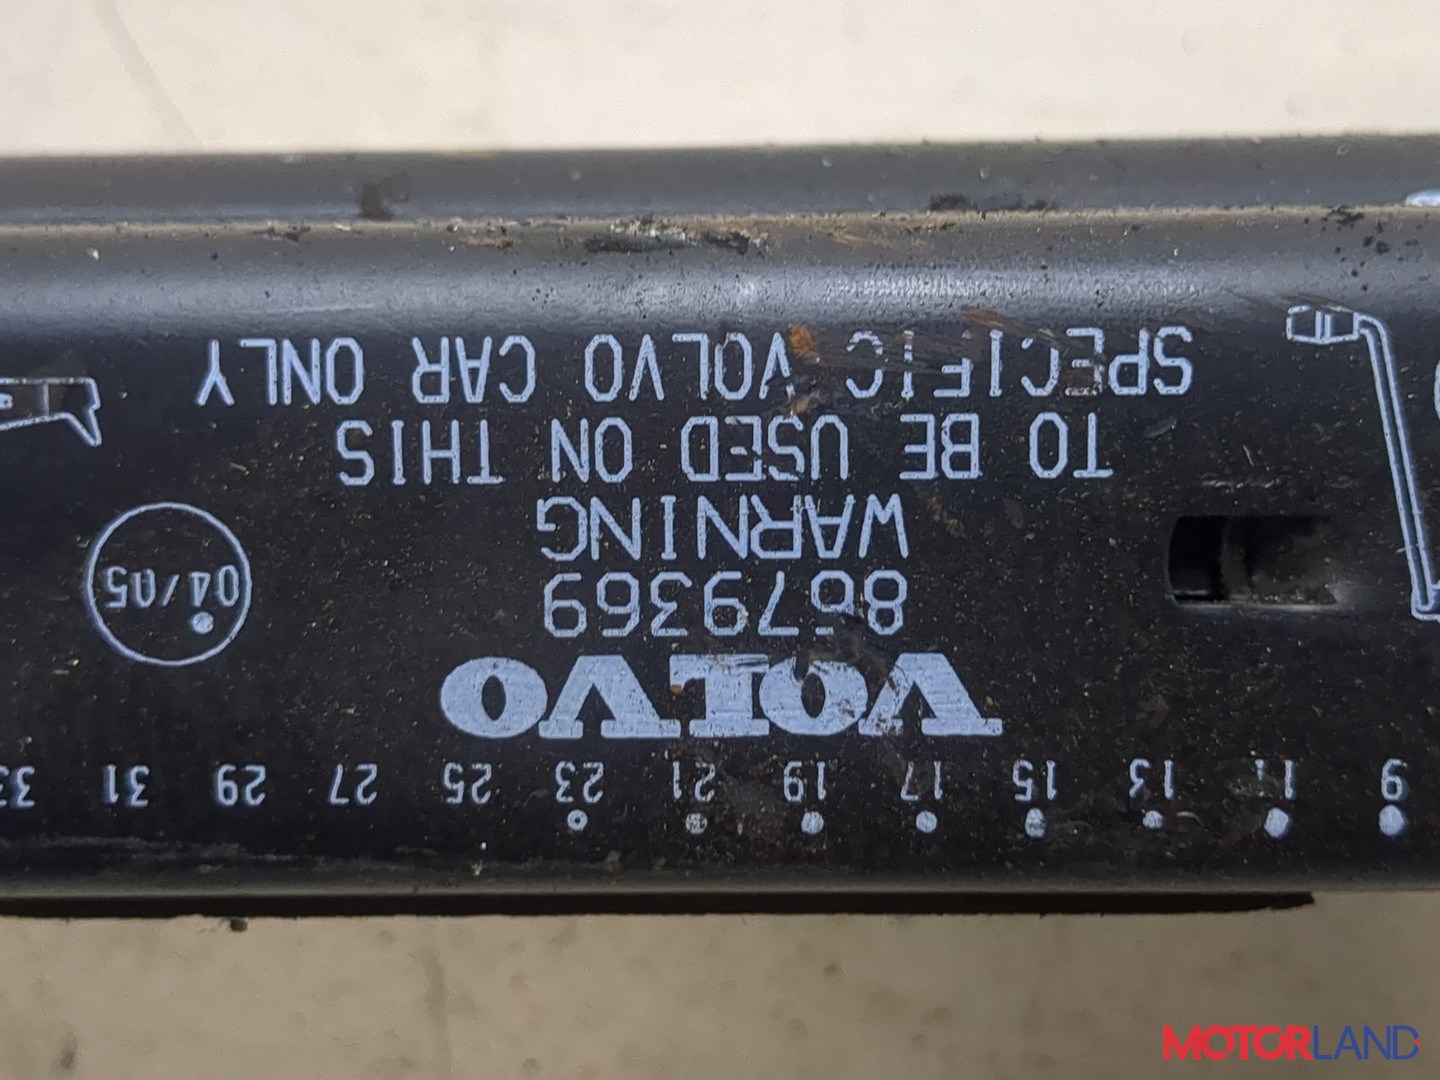 9 11 13 15 17 19 21 23 25 27 29 31 33
VOLVO
8679369
04/05
WARNING
TO BE USED ON THIS
SPECIFIC VOLVO CAR ONLY
MOTORLAND